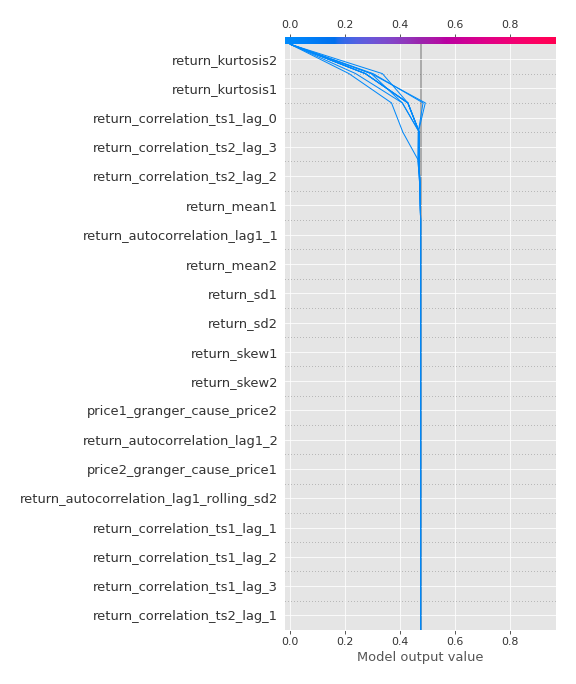 0.0 0.2 0.4 0.6 0.8
return_kurtosis2
return_kurtosis1
return_correlation_ts1_lag_0
return_correlation_ts2_lag_3
return_correlation_ts2_lag_2
return_mean1
return_autocorrelation_lag1_1
return_mean2
return_sd1
return_sd2
return_skew1
return_skew2
price1_granger_cause_price2
return_autocorrelation_lag1_2
price2_granger_cause_price1
return_autocorrelation_lag1_rolling_sd2
return_correlation_ts1_lag_1
return_correlation_ts1_lag_2
return_correlation_ts1_lag_3
return_correlation_ts2_lag_1
0.0 0.2 0.4 0.6 0.8
Model output value